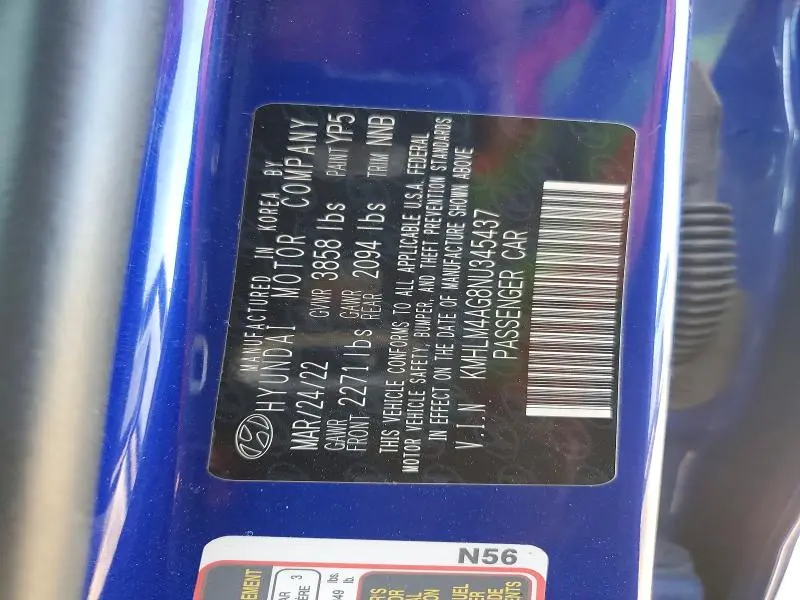 MANUFACTURED IN KOREA BY
HYUNDAI MOTOR COMPANY
MAR/24/22 GVWR 3858 lbs PAINT YP5
GAWR FRONT 2271 lbs GAWR REAR 2094 lbs TRIM NNB
THIS VEHICLE CONFORMS TO ALL APPLICABLE U.S.A. FEDERAL
MOTOR VEHICLE SAFETY, BUMPER, AND THEFT PREVENTION STANDARDS
IN EFFECT ON THE DATE OF MANUFACTURE SHOWN ABOVE
V.I.N KMHLM4AG8NU345437
PASSENGER CAR
N56